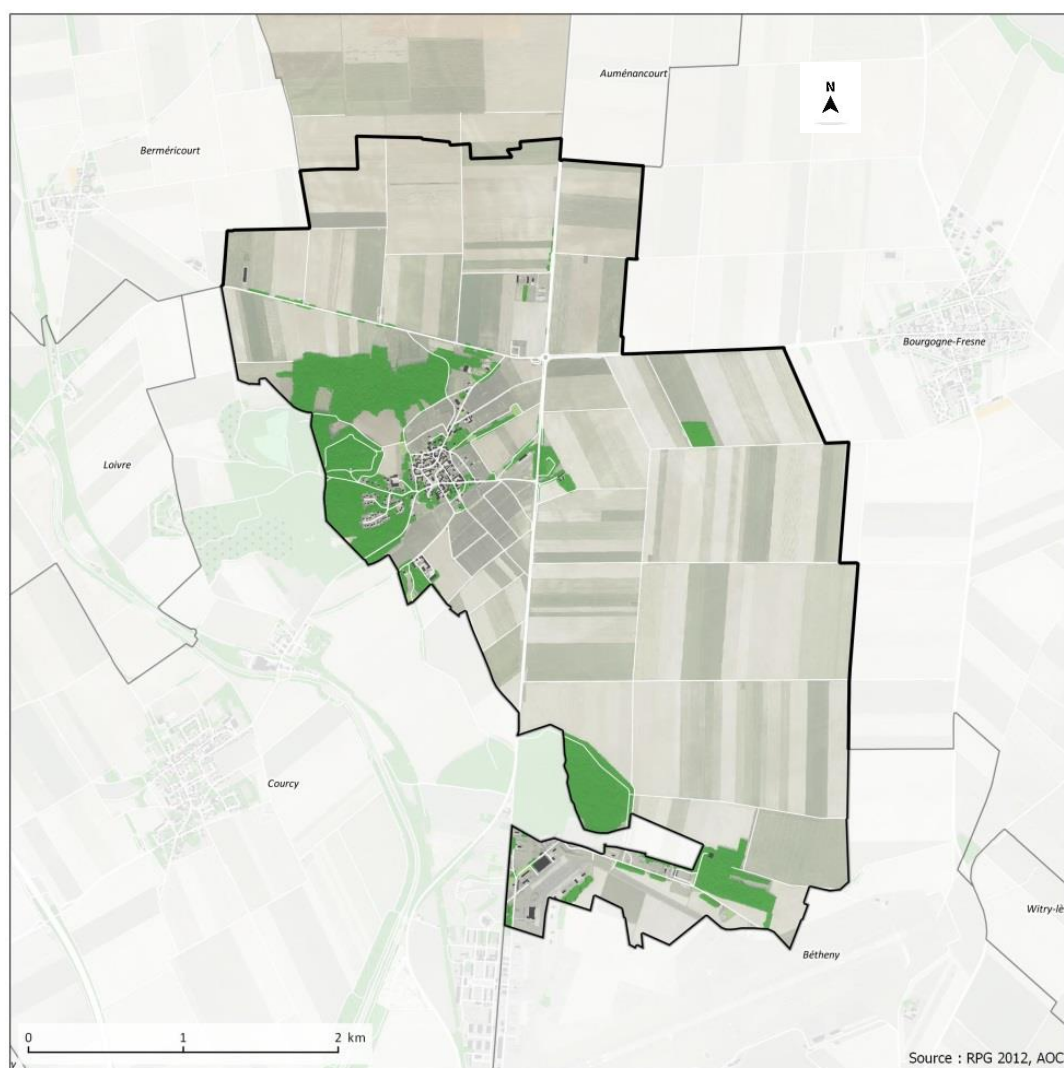 Auménancourt
N
Berméricourt
Bourgogne-Fresne
Loivre
Courcy
Witry-lè
Bétheny
0 1 2 km
Source : RPG 2012, AOC